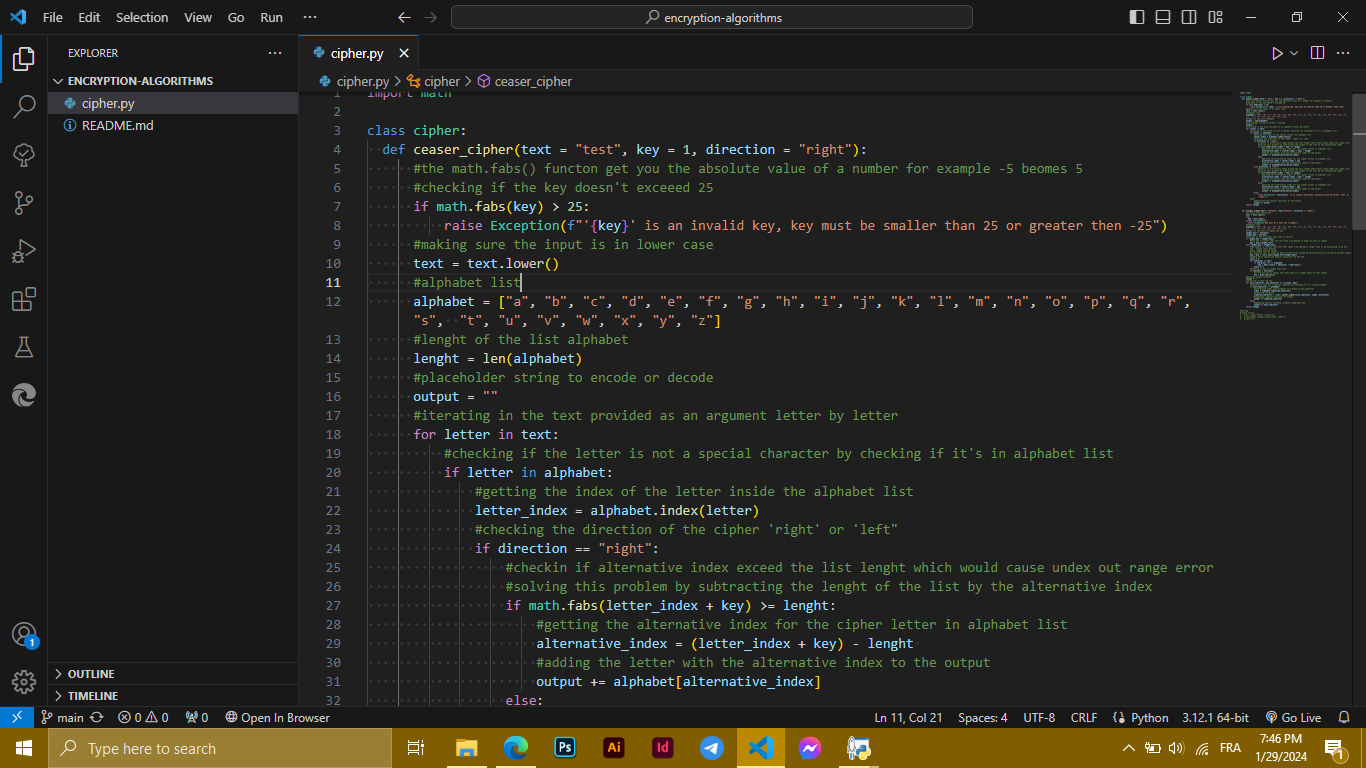 File Edit Selection View Go Run ··· encryption-algorithms
EXPLORER ···
ENCRYPTION-ALGORITHMS
cipher.py
README.md
OUTLINE
TIMELINE
cipher.py
cipher.py > cipher > ceaser_cipher
1 import math
2
3 class cipher:
4 def ceaser_cipher(text = "test", key = 1, direction = "right"):
5 #the math.fabs() functon get you the absolute value of a number for example -5 beomes 5
6 #checking if the key doesn't exceeed 25
7 if math.fabs(key) > 25:
8 raise Exception(f"'{key}' is an invalid key, key must be smaller than 25 or greater then -25")
9 #making sure the input is in lower case
10 text = text.lower()
11 #alphabet list
12 alphabet = ["a", "b", "c", "d", "e", "f", "g", "h", "i", "j", "k", "l", "m", "n", "o", "p", "q", "r",
"s", "t", "u", "v", "w", "x", "y", "z"]
13 #lenght of the list alphabet
14 lenght = len(alphabet)
15 #placeholder string to encode or decode
16 output = ""
17 #iterating in the text provided as an argument letter by letter
18 for letter in text:
19 #checking if the letter is not a special character by checking if it's in alphabet list
20 if letter in alphabet:
21 #getting the index of the letter inside the alphabet list
22 letter_index = alphabet.index(letter)
23 #checking the direction of the cipher 'right' or 'left"
24 if direction == "right":
25 #checkin if alternative index exceed the list lenght which would cause undex out range error
26 #solving this problem by subtracting the lenght of the list by the alternative index
27 if math.fabs(letter_index + key) >= lenght:
28 #getting the alternative index for the cipher letter in alphabet list
29 alternative_index = (letter_index + key) - lenght
30 #adding the letter with the alternative index to the output
31 output += alphabet[alternative_index]
32 else:
1
main 0 0 0 Open In Browser Ln 11, Col 21 Spaces: 4 UTF-8 CRLF Python 3.12.1 64-bit Go Live
Type here to search Ps Ai Id FRA 7:46 PM
1/29/2024 1